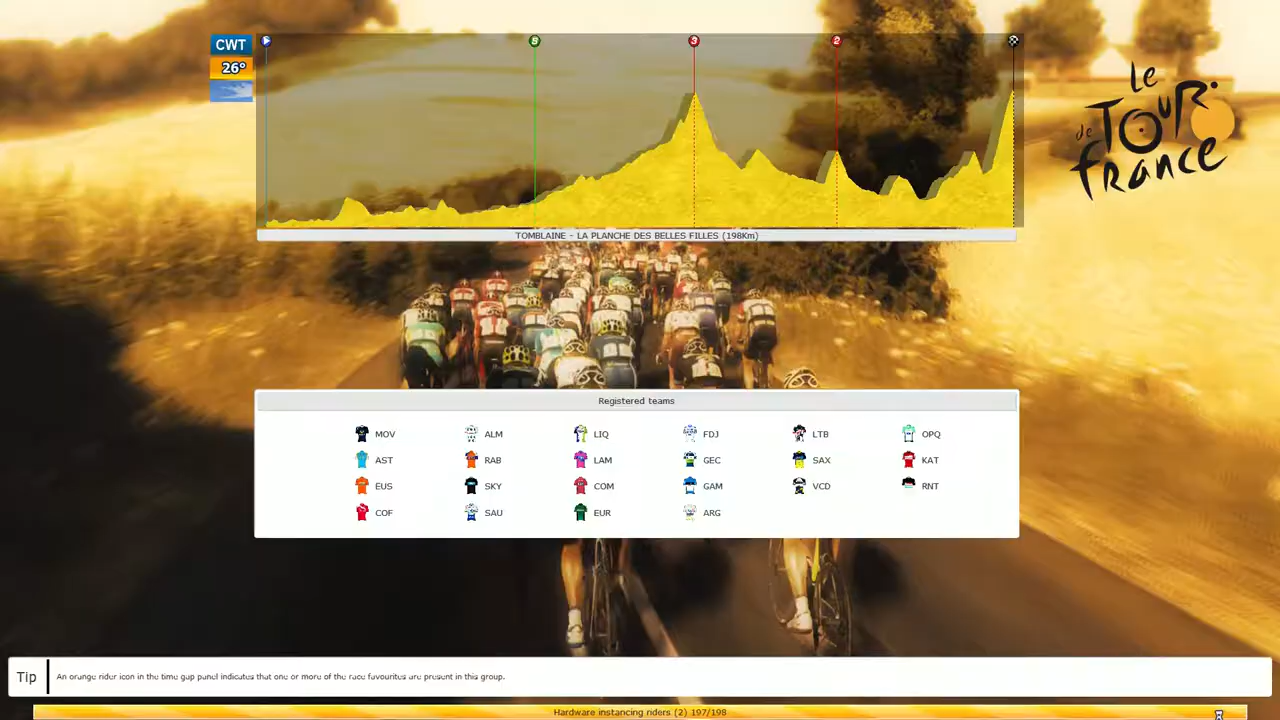 CWT
26°
S
3
2
Le
de TOUR
france
TOMBLAINE - LA PLANCHE DES BELLES FILLES (198Km)
Registered teams
MOV ALM LIQ FDJ LTB OPQ
AST RAB LAM GEC SAX KAT
EUS SKY COM GAM VCD RNT
COF SAU EUR ARG
Tip
An orange rider icon in the time gap panel indicates that one or more of the race favourites are present in this group.
Hardware instancing riders (2) 197/198